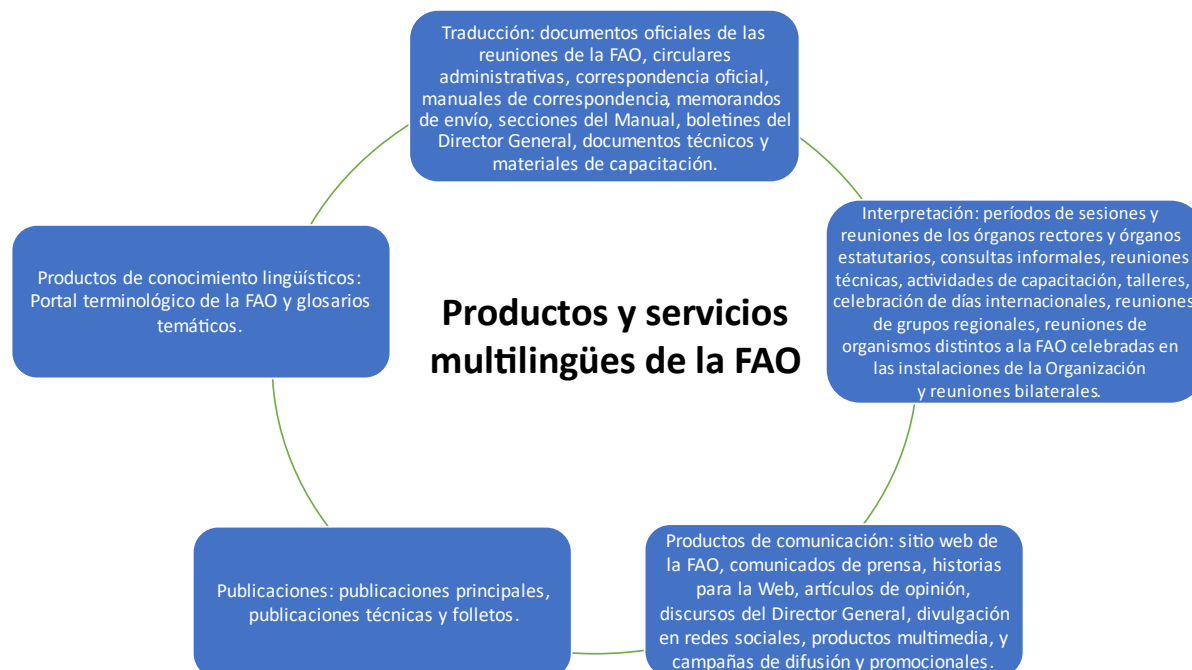 Traducción: documentos oficiales de las
reuniones de la FAO, circulares
administrativas, correspondencia oficial,
manuales de correspondencia, memorandos
de envío, secciones del Manual, boletines del
Director General, documentos técnicos y
materiales de capacitación.
Interpretación: períodos de sesiones y
reuniones de los órganos rectores y órganos
estatutarios, consultas informales, reuniones
técnicas, actividades de capacitación, talleres,
celebración de días internacionales, reuniones
de grupos regionales, reuniones de
organismos distintos a la FAO celebradas en
las instalaciones de la Organización
y reuniones bilaterales.
Productos de conocimiento lingüísticos:
Portal terminológico de la FAO y glosarios
temáticos.
Productos y servicios
multilingües de la FAO
Productos de comunicación: sitio web de
la FAO, comunicados de prensa, historias
para la Web, artículos de opinión,
discursos del Director General, divulgación
en redes sociales, productos multimedia, y
campañas de difusión y promocionales.
Publicaciones: publicaciones principales,
publicaciones técnicas y folletos.